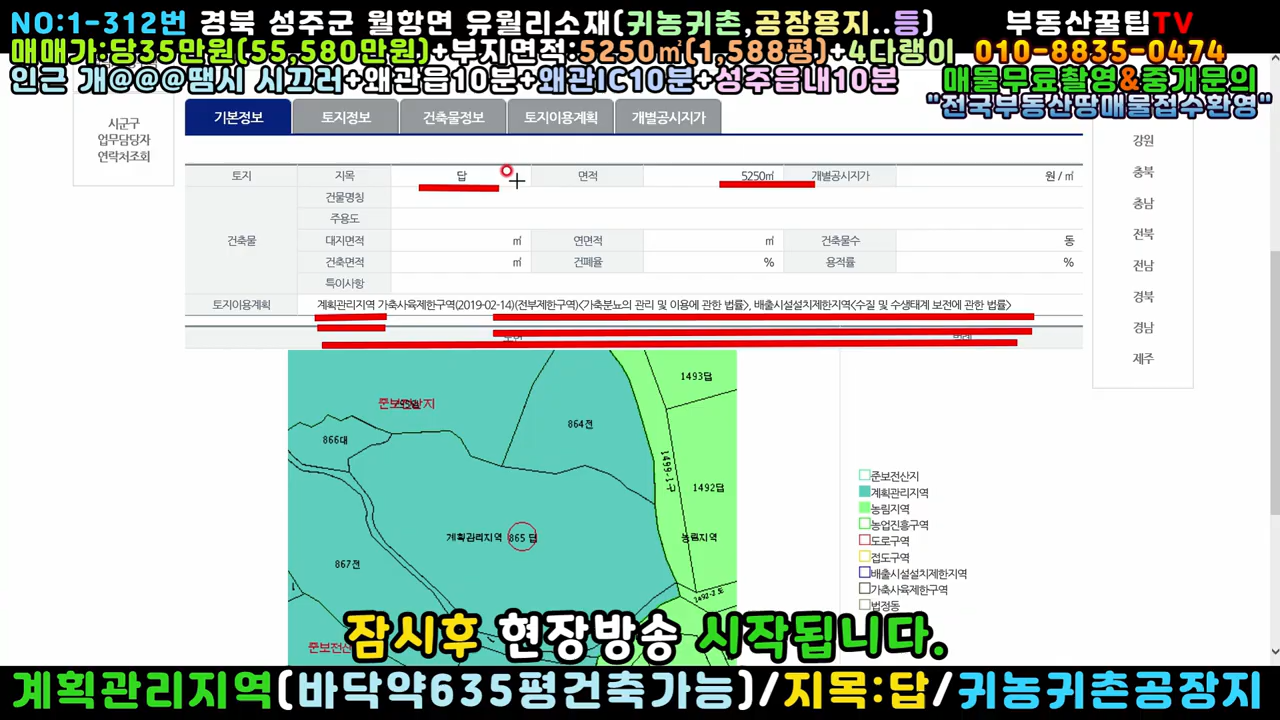 NO:1-312번 경북 성주군 월항면 유월리소재(귀농귀촌,공장용지..등) 부동산꿀팁TV
매매가:당35만원(55,580만원)+부지면적:5250㎡(1,588평)+4다랭이 010-8835-0474
인근 개@@@땜시 시끄러+왜관읍10분+왜관IC10분+성주읍내10분 매물무료촬영&중개문의
"전국부동산땅매물접수환영"
시군구
업무담당자
연락처조회
기본정보 토지정보 건축물정보 토지이용계획 개별공시지가
토지 지목 답 면적 5250㎡ 개별공시지가 원 / ㎡
건축물 건물명칭
주용도
대지면적 ㎡ 연면적 ㎡ 건축물수 동
건축면적 ㎡ 건폐율 % 용적률 %
특이사항
토지이용계획 계획관리지역 가축사육제한구역(2019-02-14)(전부제한구역)<가축분뇨의 관리 및 이용에 관한 법률>, 배출시설설치제한지역<수질 및 수생태계 보전에 관한 법률>
도면 범례
강원
충북
충남
전북
전남
경북
경남
제주
1493답
864전
866대
1499-1구
1492답
계획관리지역 865 답
농림지역
867전
준보전산
준보전산지
계획관리지역
농림지역
농업진흥구역
도로구역
접도구역
배출시설설치제한지역
가축사육제한구역
법정동
잠시후 현장방송 시작됩니다.
계획관리지역(바닥약635평건축가능)/지목:답/귀농귀촌공장지